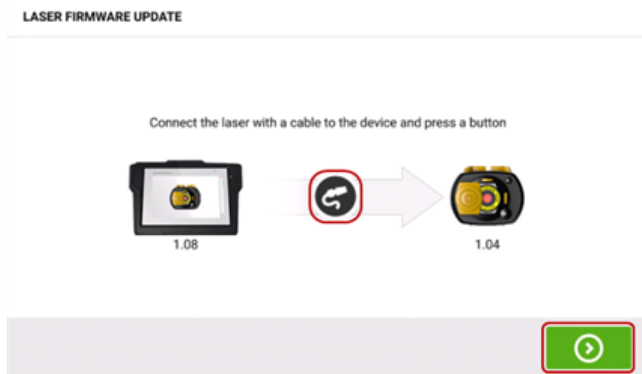 LASER FIRMWARE UPDATE
Connect the laser with a cable to the device and press a button
1.08
1.04